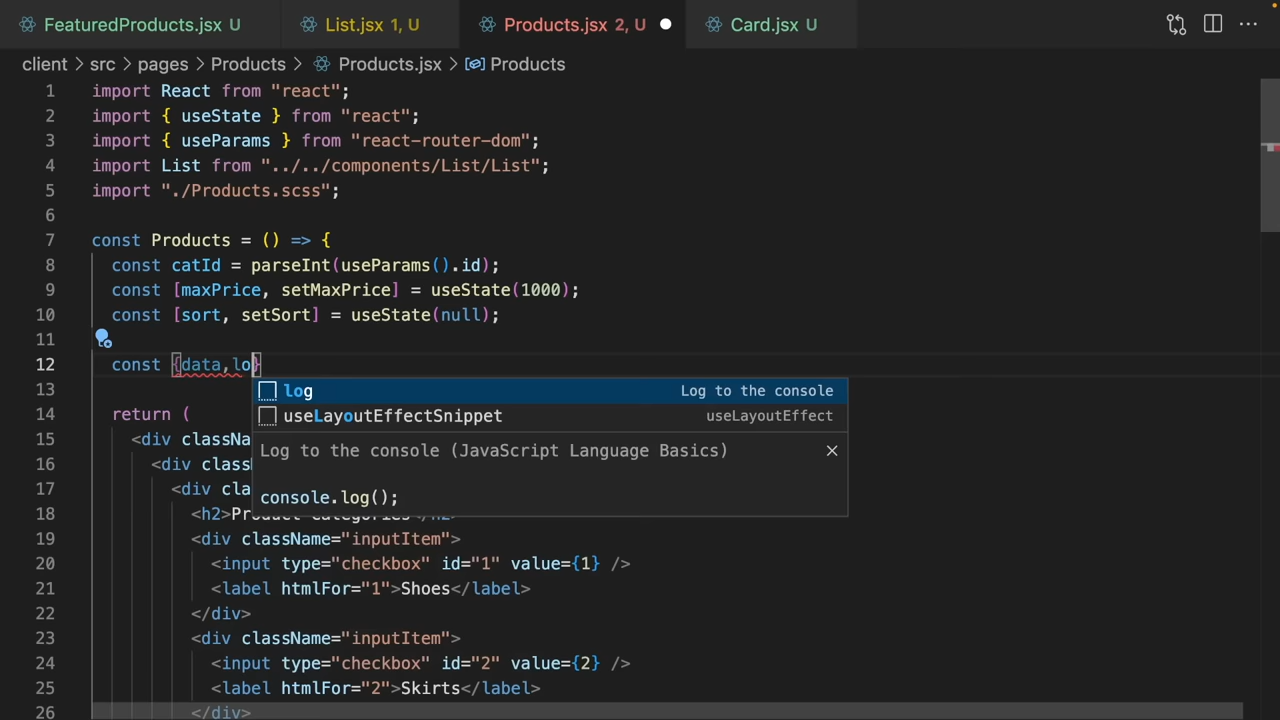 FeaturedProducts.jsx U List.jsx 1, U Products.jsx 2, U Card.jsx U
client > src > pages > Products > Products.jsx > Products
1 import React from "react";
2 import { useState } from "react";
3 import { useParams } from "react-router-dom";
4 import List from "../../components/List/List";
5 import "./Products.scss";
6
7 const Products = () => {
8 const catId = parseInt(useParams().id);
9 const [maxPrice, setMaxPrice] = useState(1000);
10 const [sort, setSort] = useState(null);
11
12 const {data,lo}
13 log Log to the console
14 return ( useLayoutEffectSnippet useLayoutEffect
15 <div classNa
Log to the console (JavaScript Language Basics)
16 <div class
17 <div cla console.log();
18 <h2>Product Categories</h2>
19 <div className="inputItem">
20 <input type="checkbox" id="1" value={1} />
21 <label htmlFor="1">Shoes</label>
22 </div>
23 <div className="inputItem">
24 <input type="checkbox" id="2" value={2} />
25 <label htmlFor="2">Skirts</label>
26 </div>